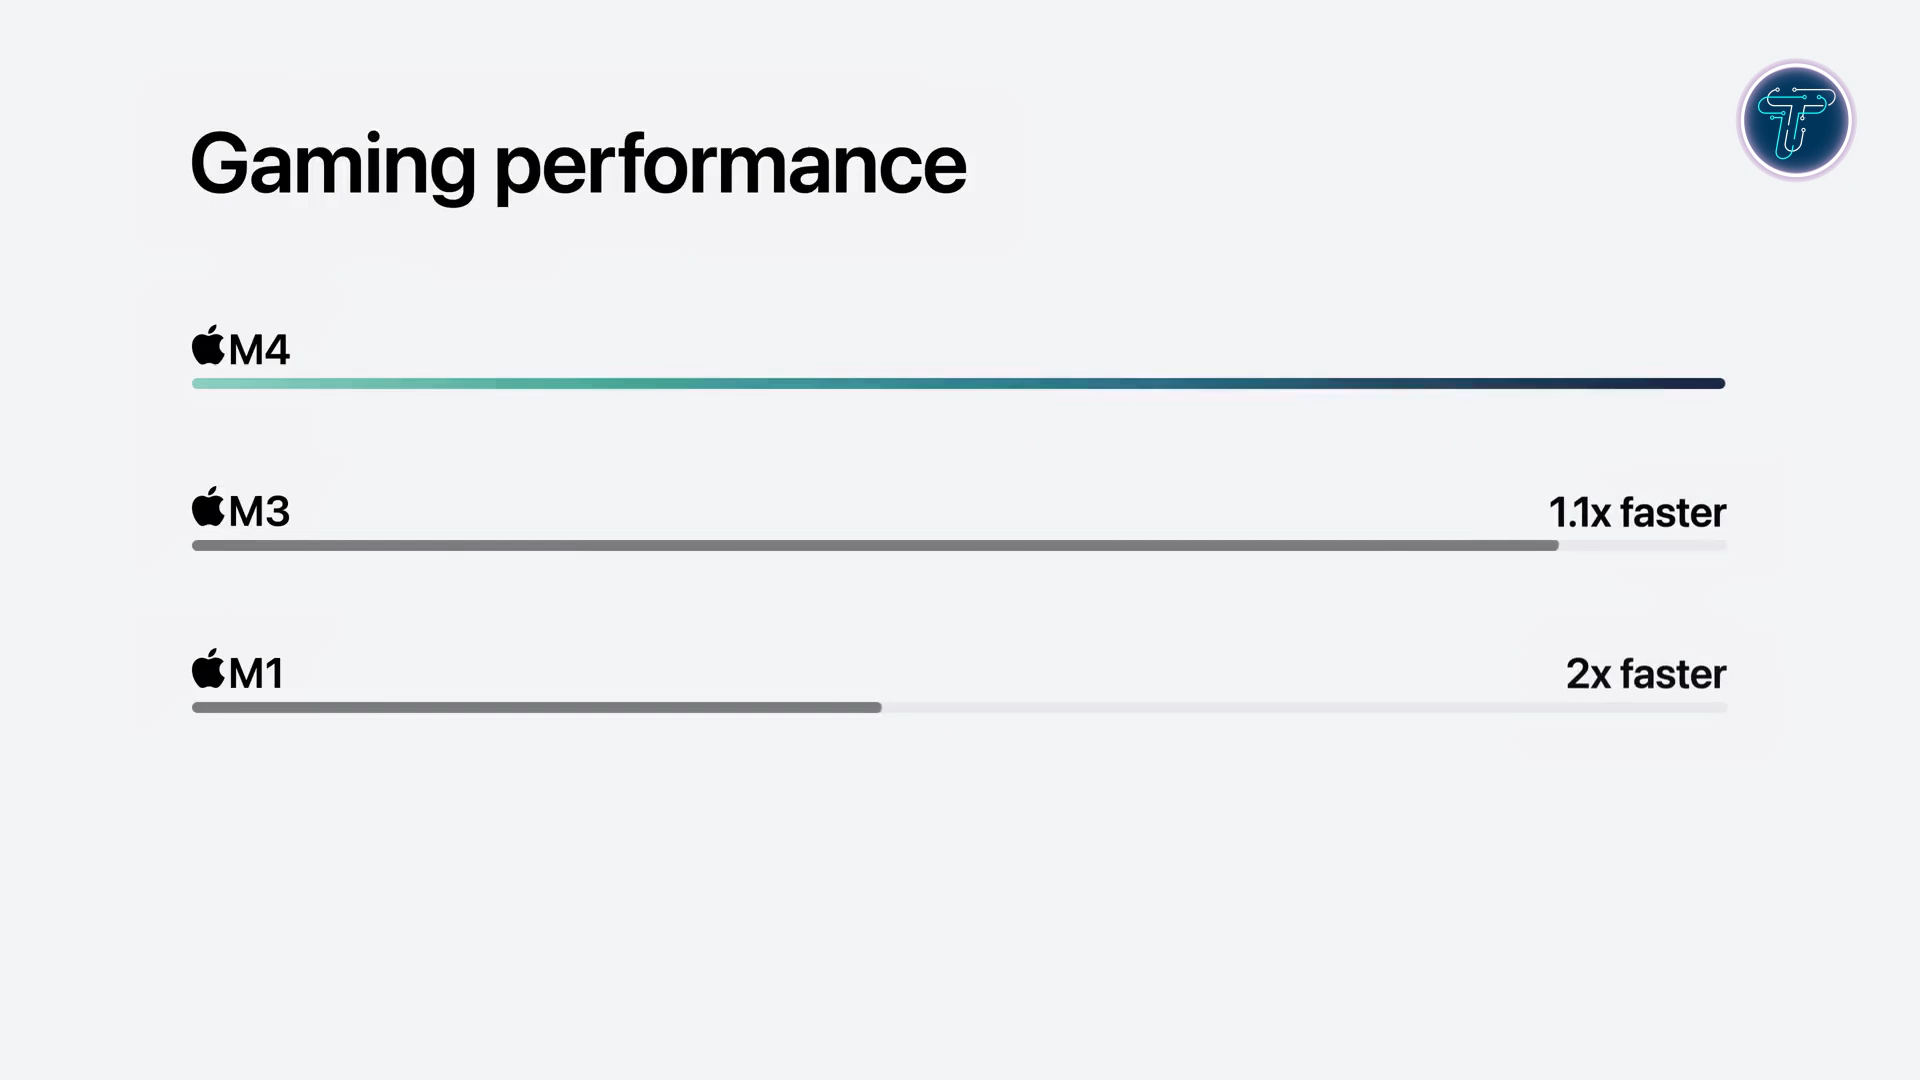 Gaming performance
M4
M3
1.1x faster
M1
2x faster